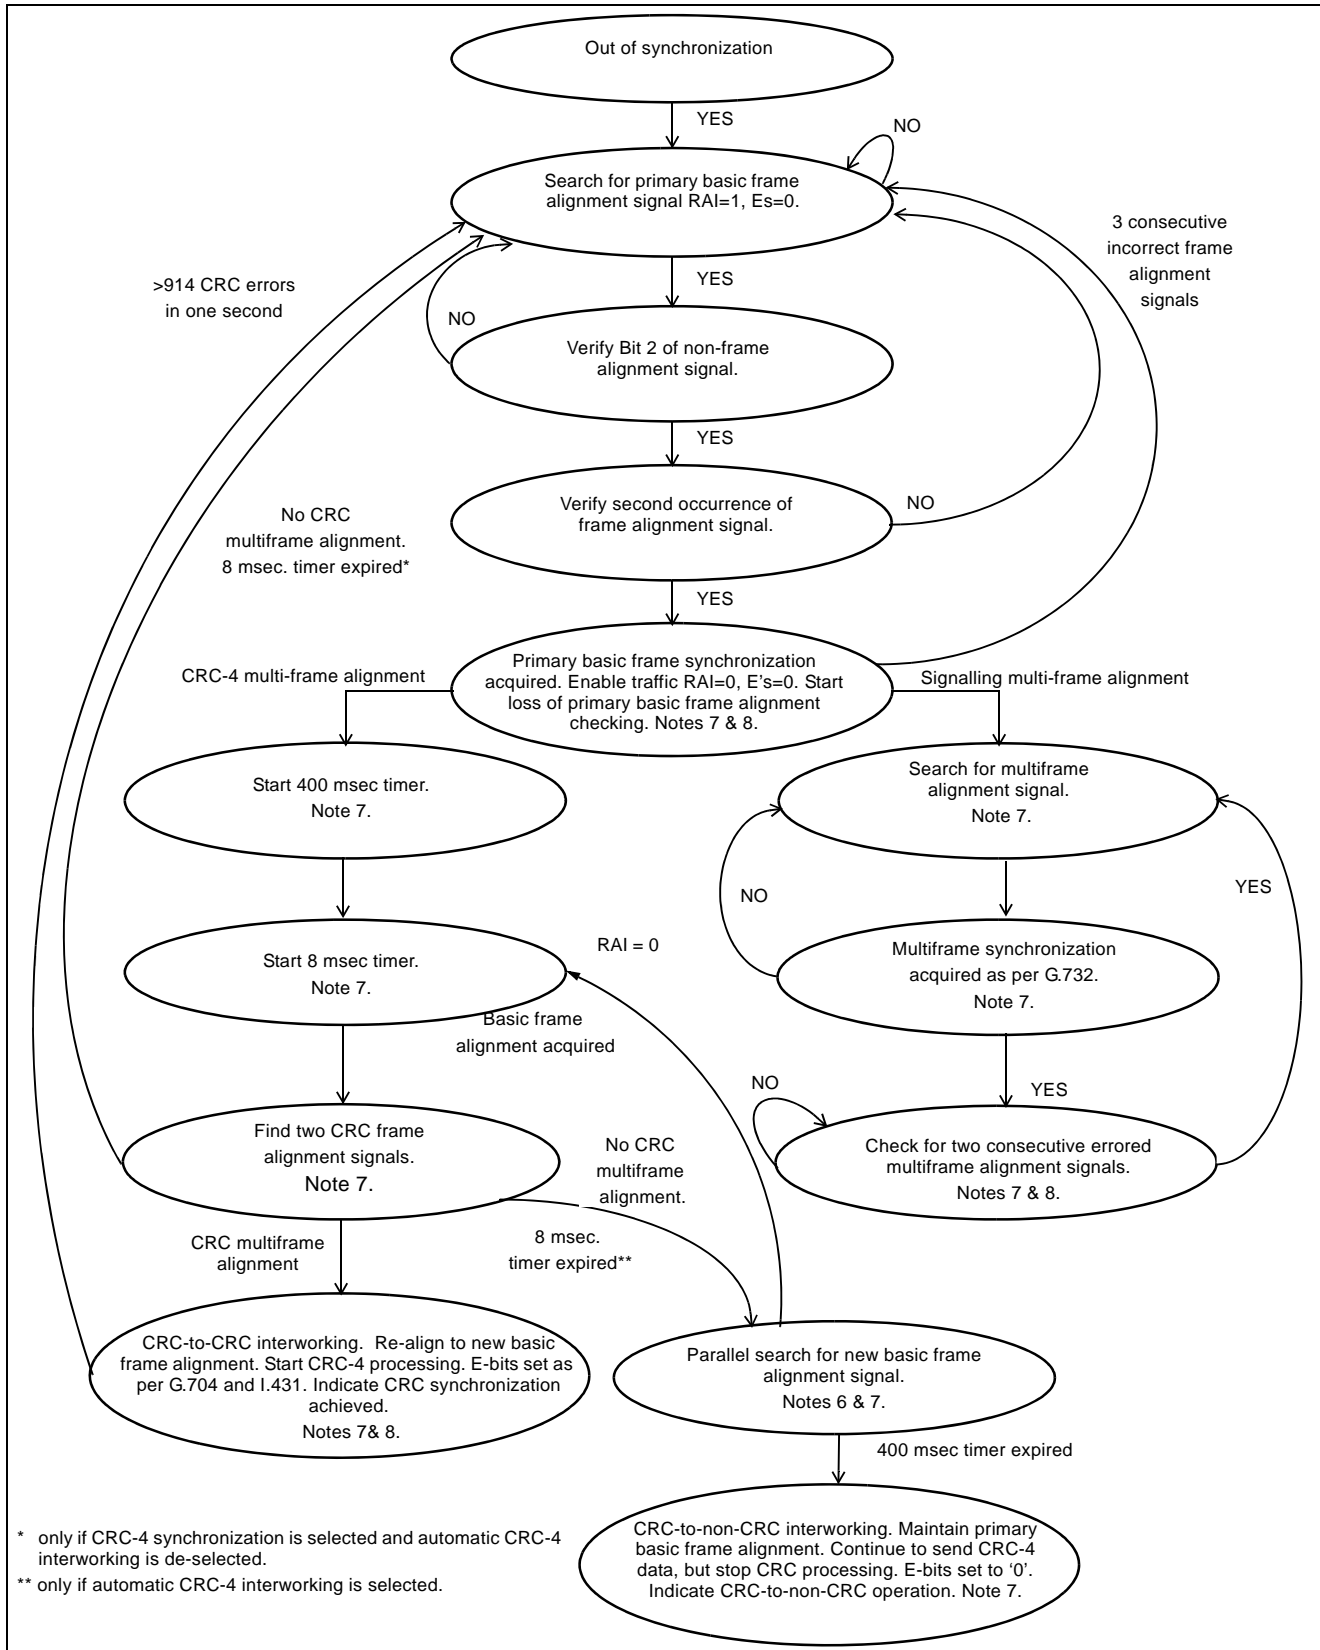 Out of synchronization
YES
NO
Search for primary basic frame
alignment signal RAI=1, Es=0.
3 consecutive
incorrect frame
alignment
signals
>914 CRC errors
in one second
YES
NO
Verify Bit 2 of non-frame
alignment signal.
YES
Verify second occurrence of
frame alignment signal.
NO
No CRC
multiframe alignment.
8 msec. timer expired*
YES
CRC-4 multi-frame alignment
Primary basic frame synchronization
acquired. Enable traffic RAI=0, E's=0. Start
loss of primary basic frame alignment
checking. Notes 7 & 8.
Signalling multi-frame alignment
Start 400 msec timer.
Note 7.
Search for multiframe
alignment signal.
Note 7.
NO
YES
Start 8 msec timer.
Note 7.
RAI = 0
Basic frame
alignment acquired
Multiframe synchronization
acquired as per G.732.
Note 7.
NO
YES
Find two CRC frame
alignment signals.
Note 7.
No CRC
multiframe
alignment.
Check for two consecutive errored
multiframe alignment signals.
Notes 7 & 8.
CRC multiframe
alignment
8 msec.
timer expired**
CRC-to-CRC interworking. Re-align to new basic
frame alignment. Start CRC-4 processing. E-bits set as
per G.704 and I.431. Indicate CRC synchronization
achieved.
Notes 7& 8.
Parallel search for new basic frame
alignment signal.
Notes 6 & 7.
400 msec timer expired
CRC-to-non-CRC interworking. Maintain primary
basic frame alignment. Continue to send CRC-4
data, but stop CRC processing. E-bits set to ‘0’.
Indicate CRC-to-non-CRC operation. Note 7.
* only if CRC-4 synchronization is selected and automatic CRC-4
interworking is de-selected.
** only if automatic CRC-4 interworking is selected.